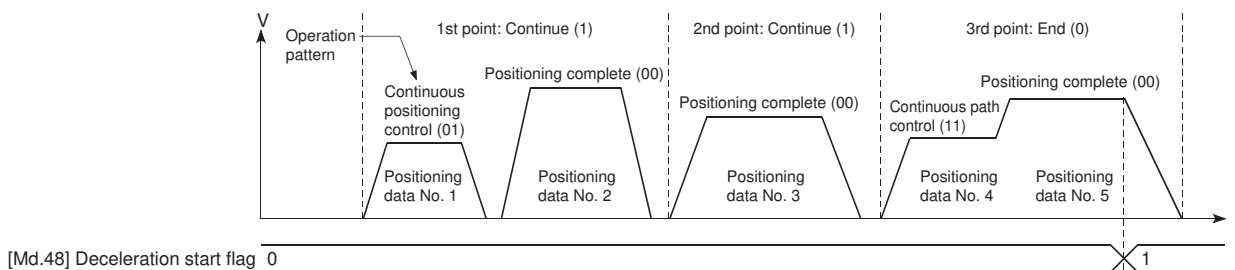 V
Operation
pattern
1st point: Continue (1)
2nd point: Continue (1)
3rd point: End (0)
Continuous
positioning
control (01)
Positioning complete (00)
Positioning complete (00)
Continuous path
control (11)
Positioning complete (00)
Positioning
data No. 1
Positioning
data No. 2
Positioning
data No. 3
Positioning
data No. 4
Positioning
data No. 5
[Md.48] Deceleration start flag 0
1